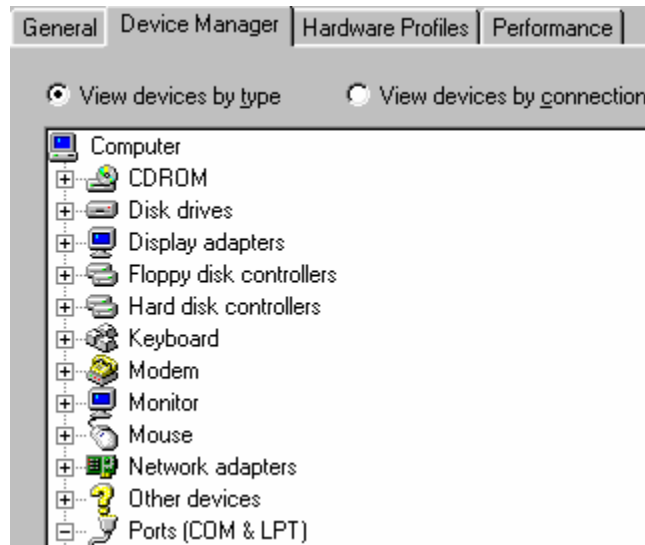 General Device Manager Hardware Profiles Performance
View devices by type View devices by connection
Computer
CDROM
Disk drives
Display adapters
Floppy disk controllers
Hard disk controllers
Keyboard
Modem
Monitor
Mouse
Network adapters
Other devices
Ports (COM & LPT)